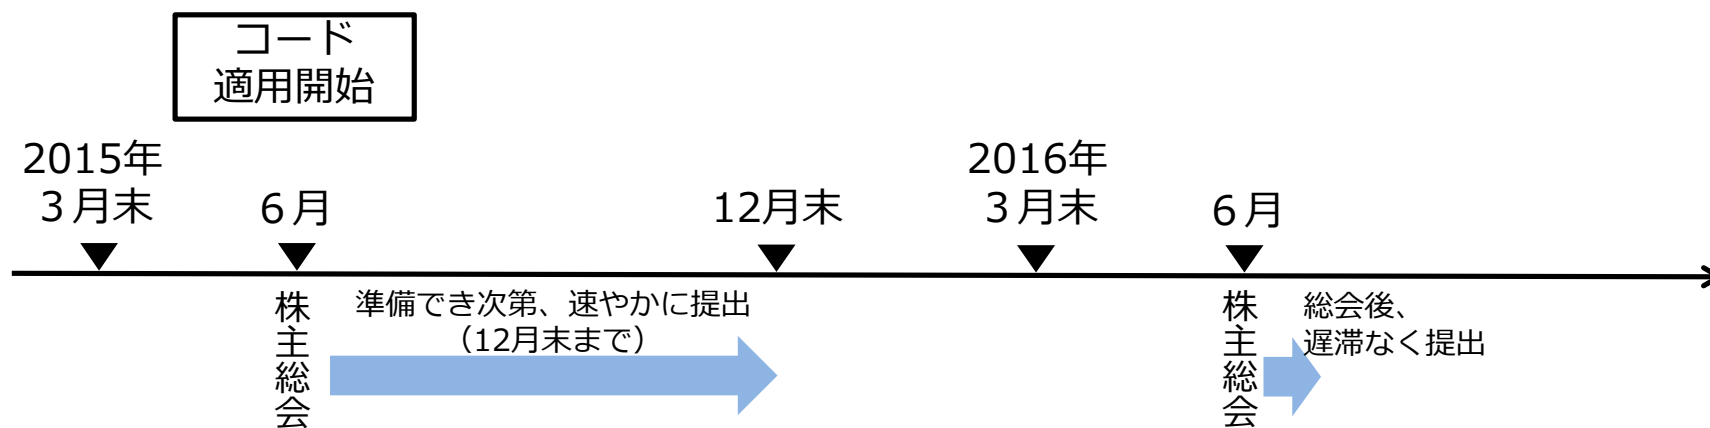 コード
適用開始
2015年
３月末
６月
12月末
2016年
３月末
６月
株主総会
準備でき次第、速やかに提出
（12月末まで）
株主総会
総会後、
遅滞なく提出